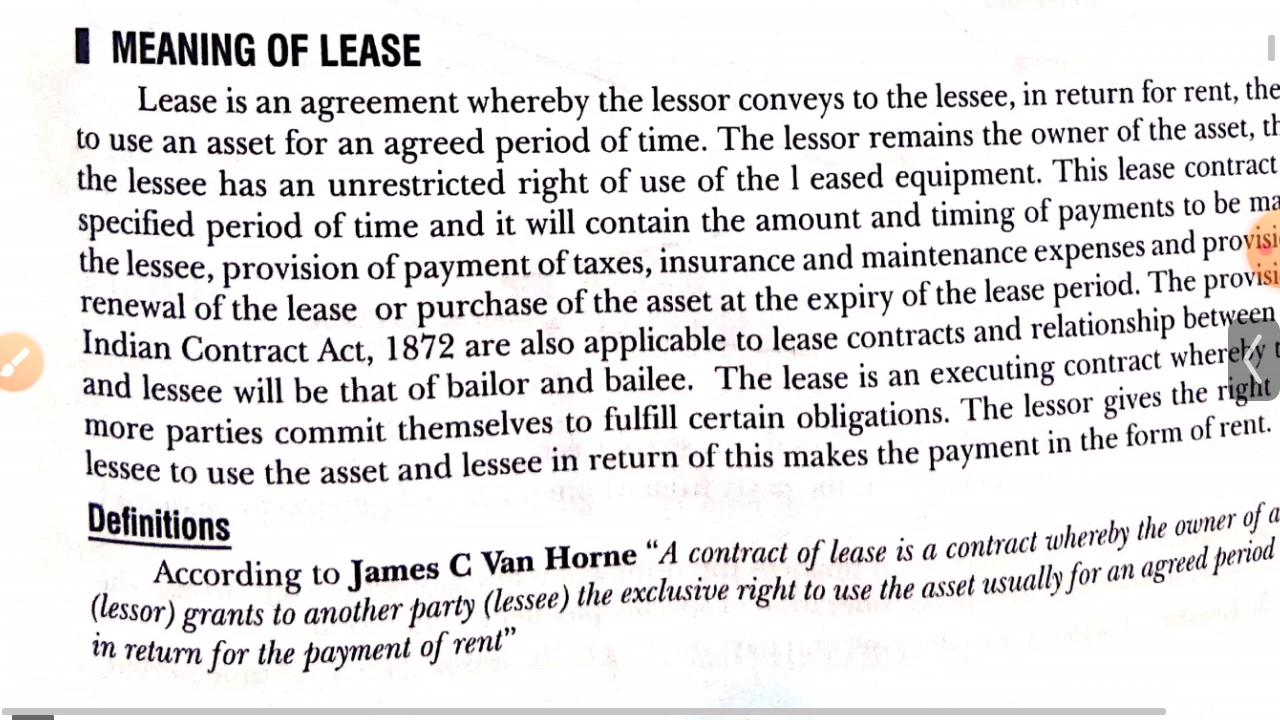 MEANING OF LEASE
Lease is an agreement whereby the lessor conveys to the lessee, in return for rent, the
to use an asset for an agreed period of time. The lessor remains the owner of the asset, th
the lessee has an unrestricted right of use of the l eased equipment. This lease contract
specified period of time and it will contain the amount and timing of payments to be ma
the lessee, provision of payment of taxes, insurance and maintenance expenses and provisi
renewal of the lease or purchase of the asset at the expiry of the lease period. The provisi
Indian Contract Act, 1872 are also applicable to lease contracts and relationship between
and lessee will be that of bailor and bailee. The lease is an executing contract whereby t
more parties commit themselves to fulfill certain obligations. The lessor gives the right
lessee to use the asset and lessee in return of this makes the payment in the form of rent.
Definitions
According to James C Van Horne “A contract of lease is a contract whereby the owner of a
(lessor) grants to another party (lessee) the exclusive right to use the asset usually for an agreed period
in return for the payment of rent”